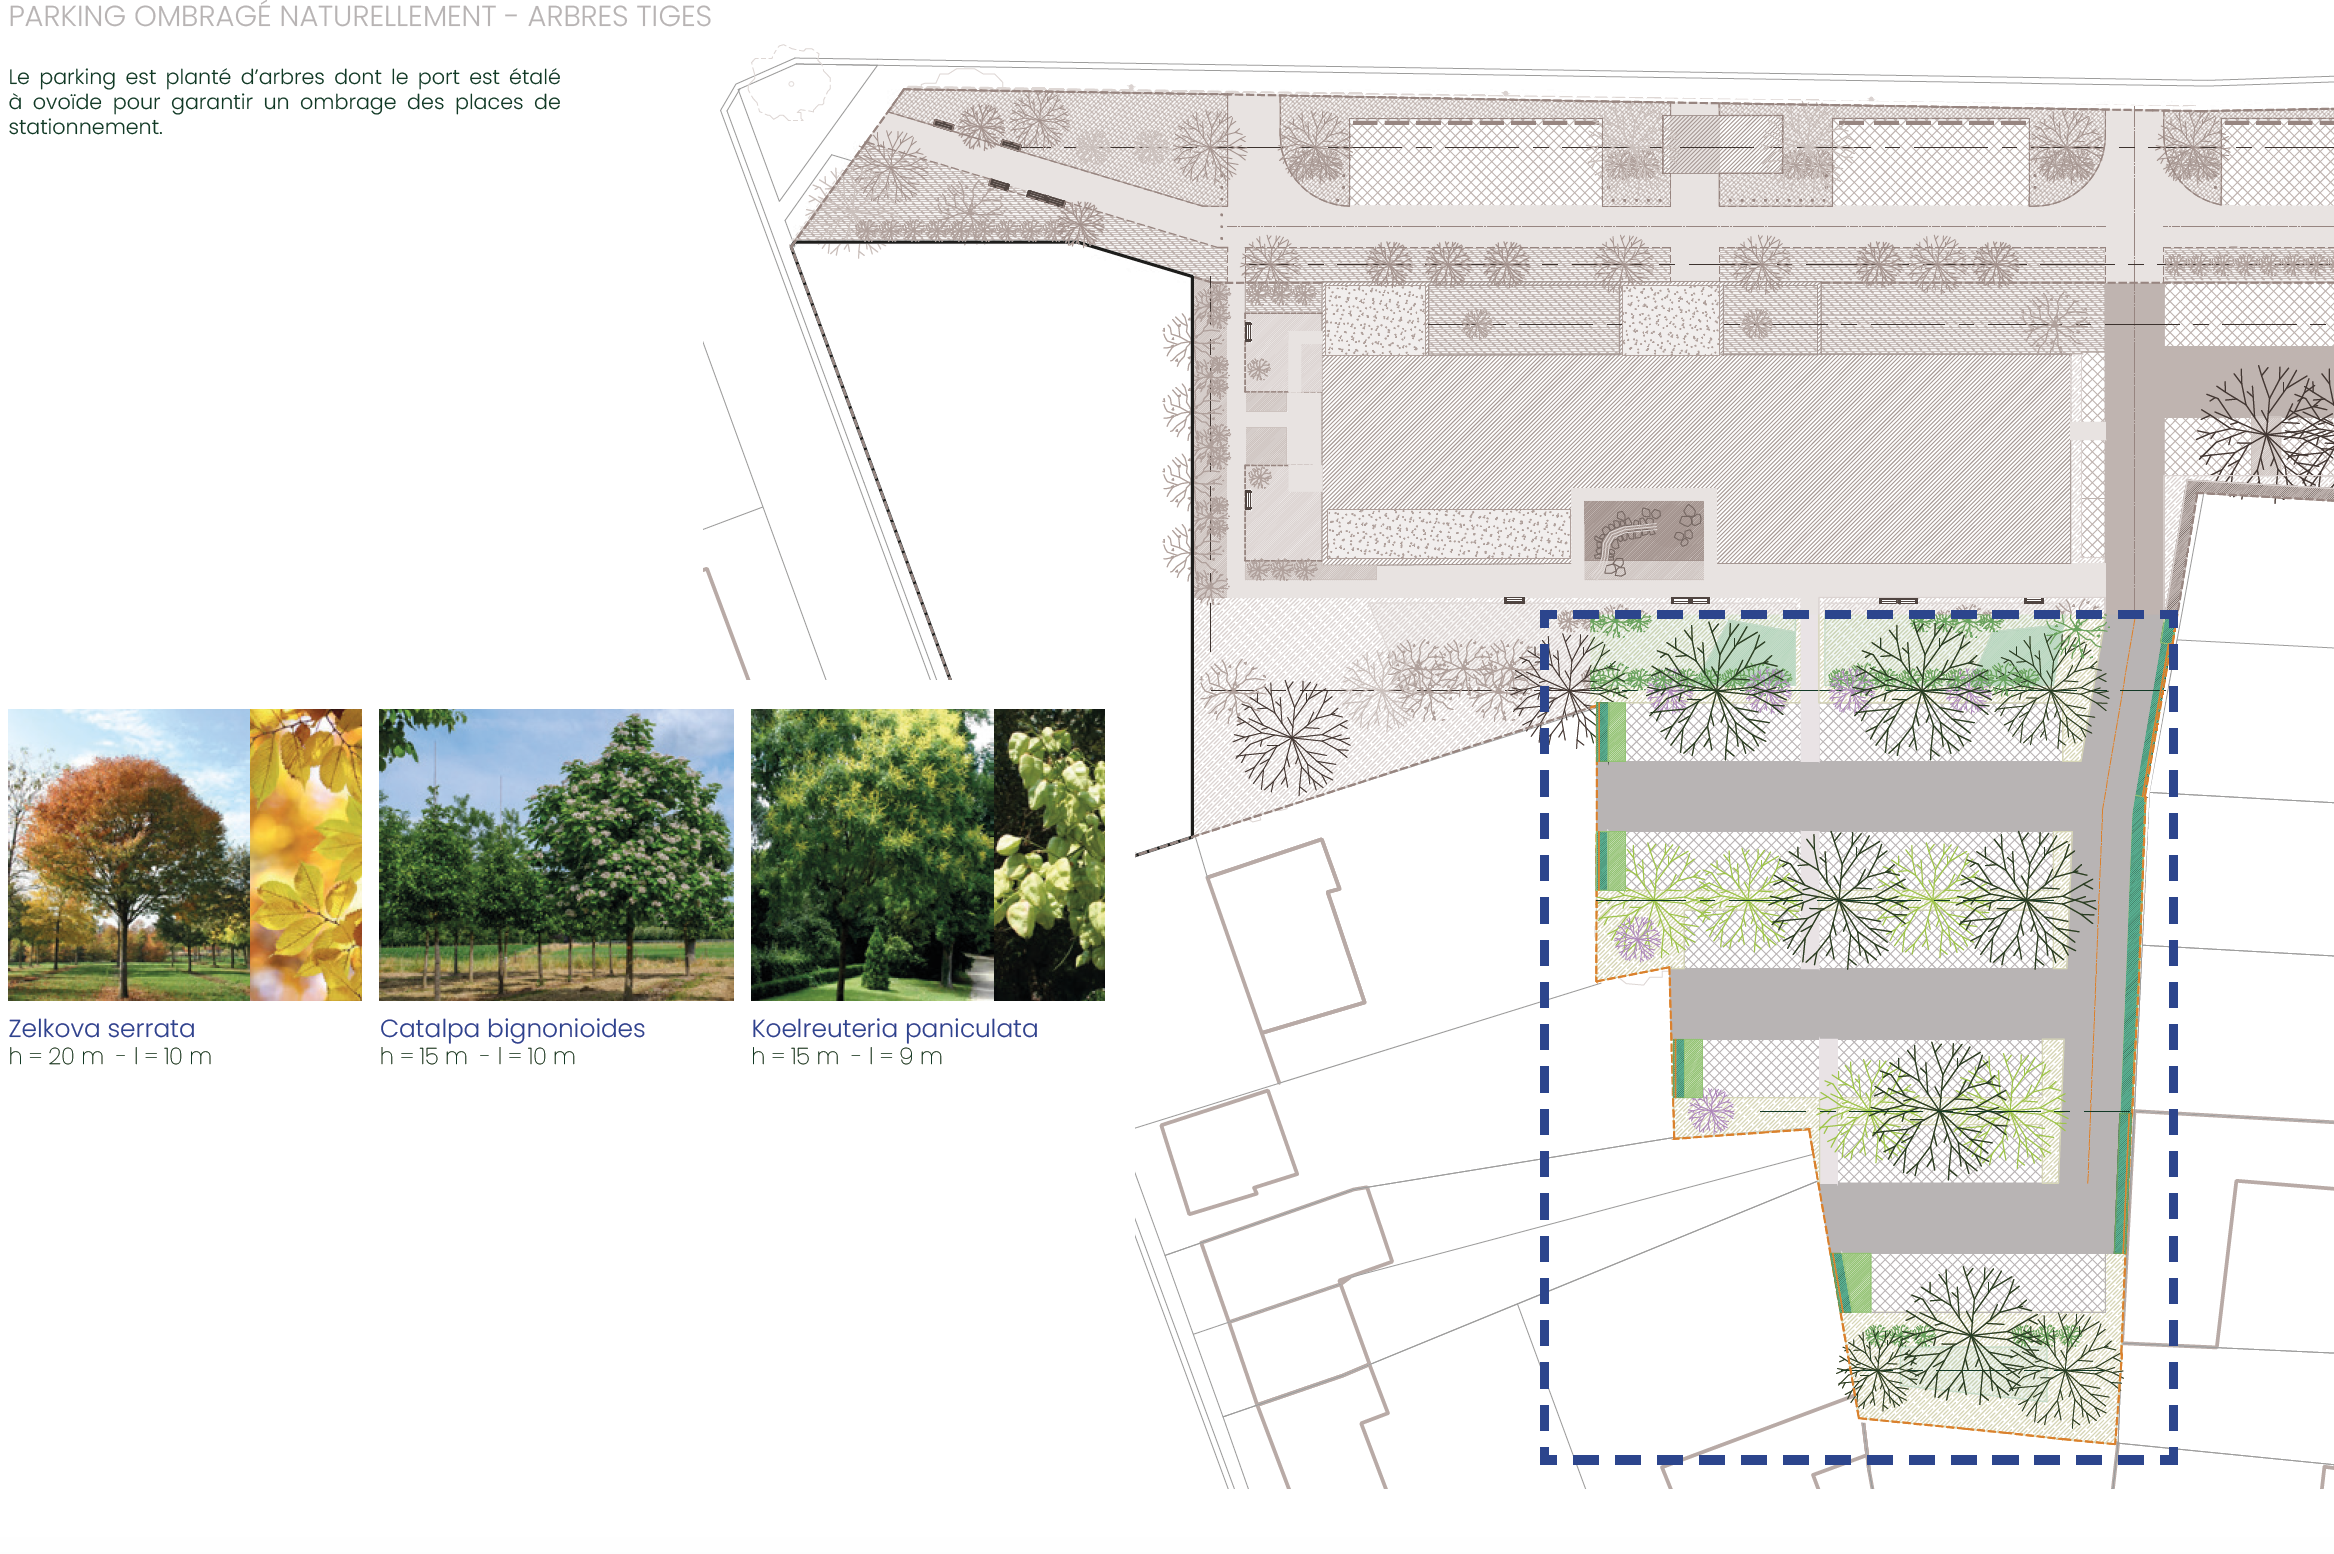 PARKING OMBRAGÉ NATURELLEMENT - ARBRES TIGES
Le parking est planté d'arbres dont le port est étalé
à ovoïde pour garantir un ombrage des places de
stationnement.
Zelkova serrata
h = 20 m - l = 10 m
Catalpa bignonioides
h = 15 m - l = 10 m
Koelreuteria paniculata
h = 15 m - l = 9 m